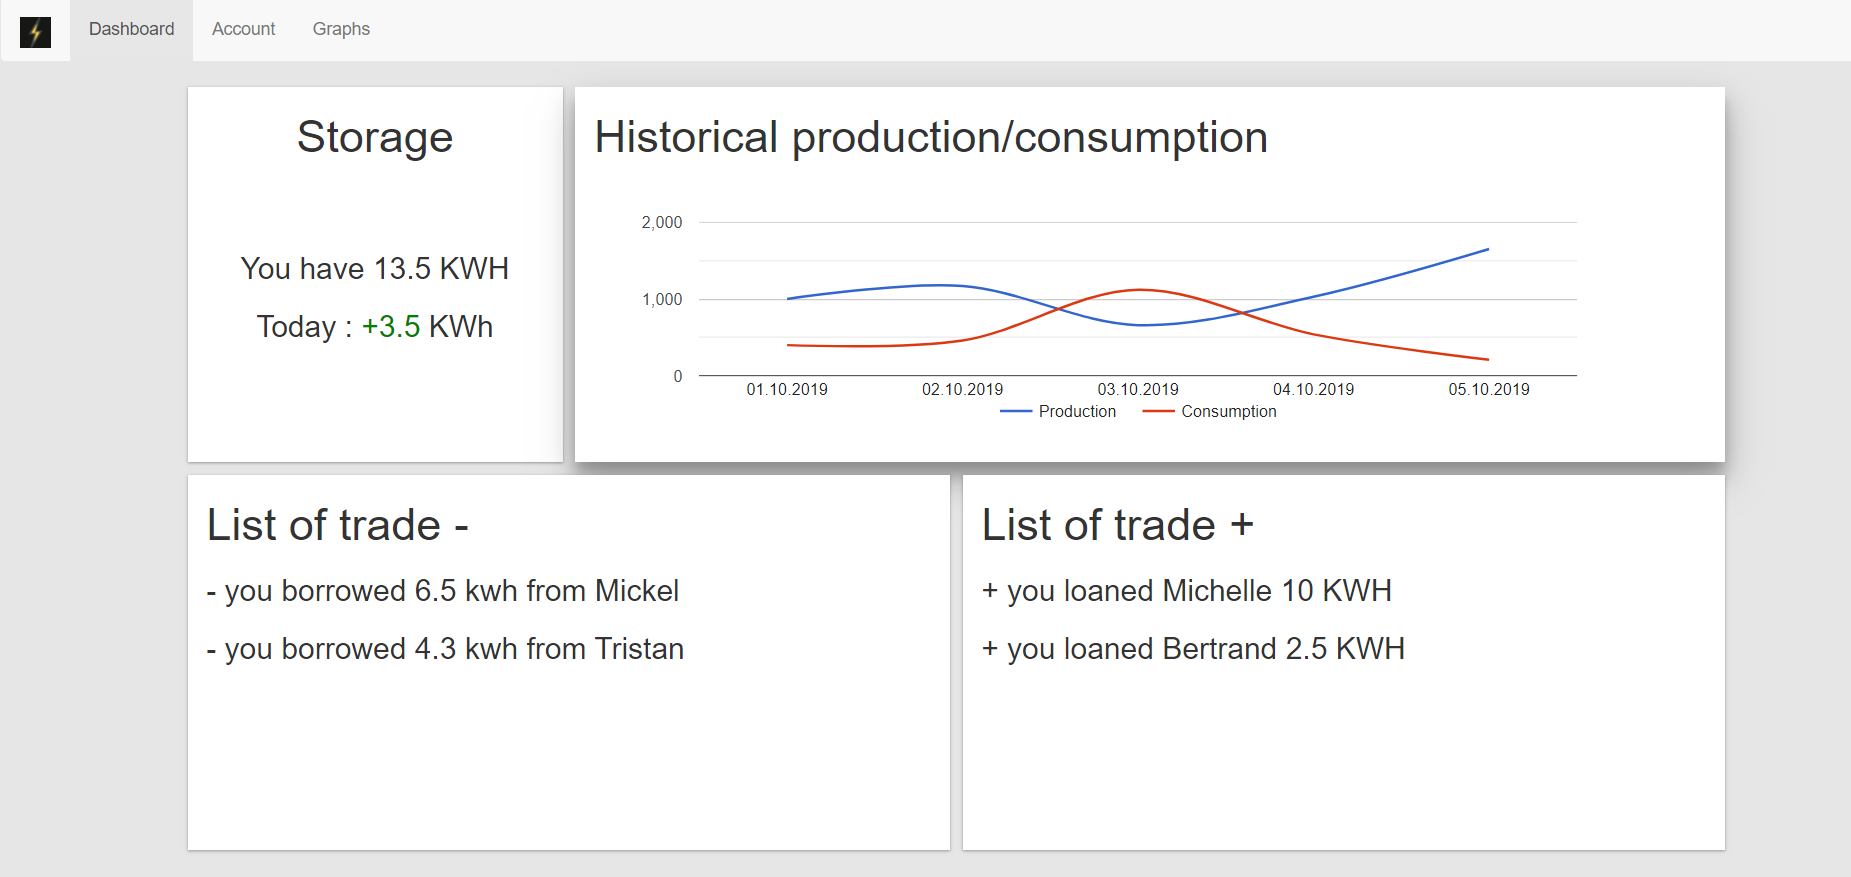 Dashboard Account Graphs
Storage
You have 13.5 KWH
Today : +3.5 KWh
Historical production/consumption
2,000
1,000
0
01.10.2019 02.10.2019 03.10.2019 04.10.2019 05.10.2019
Production Consumption
List of trade -
- you borrowed 6.5 kwh from Mickel
- you borrowed 4.3 kwh from Tristan
List of trade +
+ you loaned Michelle 10 KWH
+ you loaned Bertrand 2.5 KWH